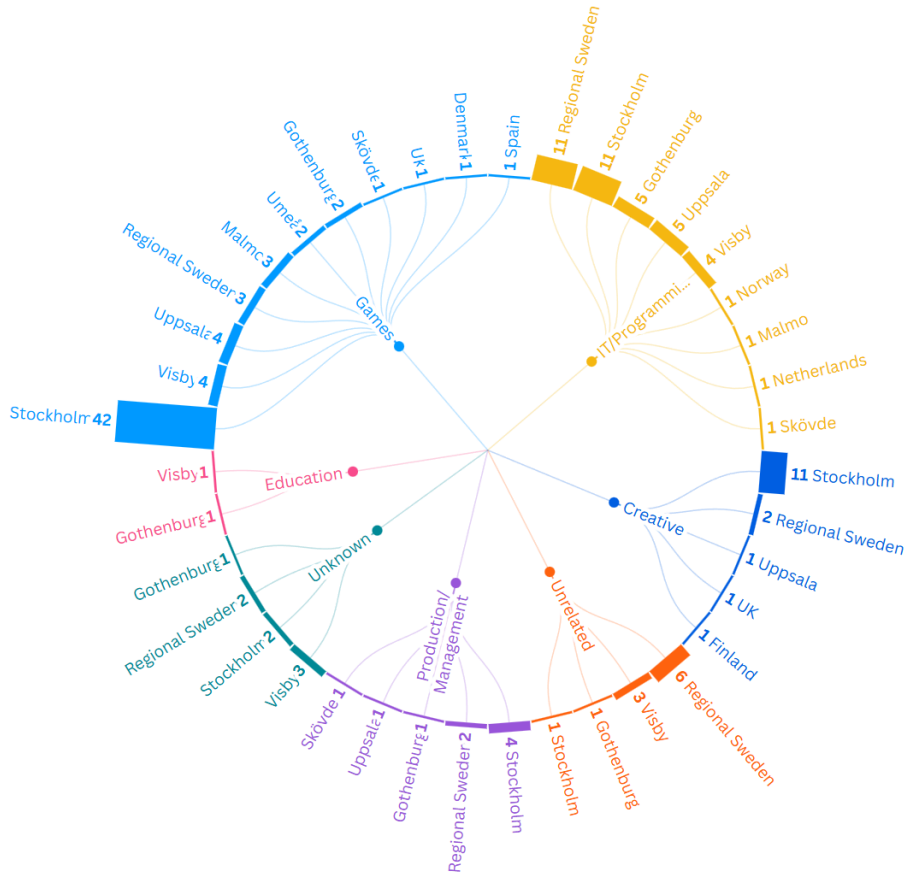 11 Regional Sweden
11 Stockholm
5 Gothenburg
5 Uppsala
4 Visby
1 Norway
1 Malmo
1 Netherlands
1 Skövde
IT/Programmi...
11 Stockholm
2 Regional Sweden
1 Uppsala
1 UK
1 Finland
Creative
6 Regional Sweden
3 Visby
1 Gothenburg
1 Stockholm
Unrelated
4 Stockholm
2 Regional Sweden
1 Gothenburg
Uppsala 1
Skövde 1
Production/
Management
Visby 3
Stockholm 2
Regional Sweden 2
Gothenburg 1
Unknown
Gothenburg 1
Visby 1
Education
Stockholm 42
Visby 4
Uppsala 4
Regional Sweden 3
Malmo 3
Umeå 2
Gothenburg 2
Skövde 1
Uk 1
Denmark 1
1 Spain
Games